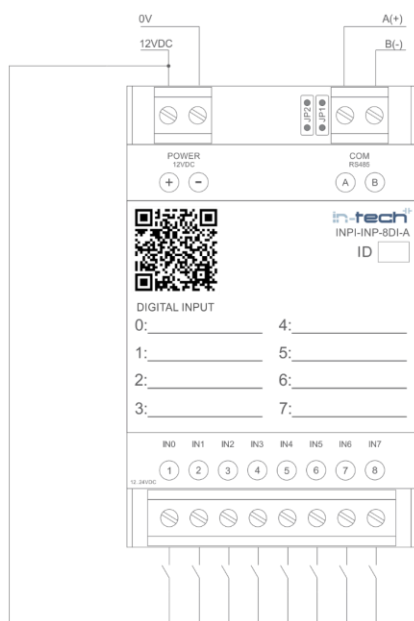 0V
A(+)
12VDC
B(-)
JP2
JP1
POWER
12VDC
COM
RS485
+ −
A B
in-tech
INPI-INP-8DI-A
ID
DIGITAL INPUT
0: 4:
1: 5:
2: 6:
3: 7:
IN0 IN1 IN2 IN3 IN4 IN5 IN6 IN7
1 2 3 4 5 6 7 8
12..24VDC